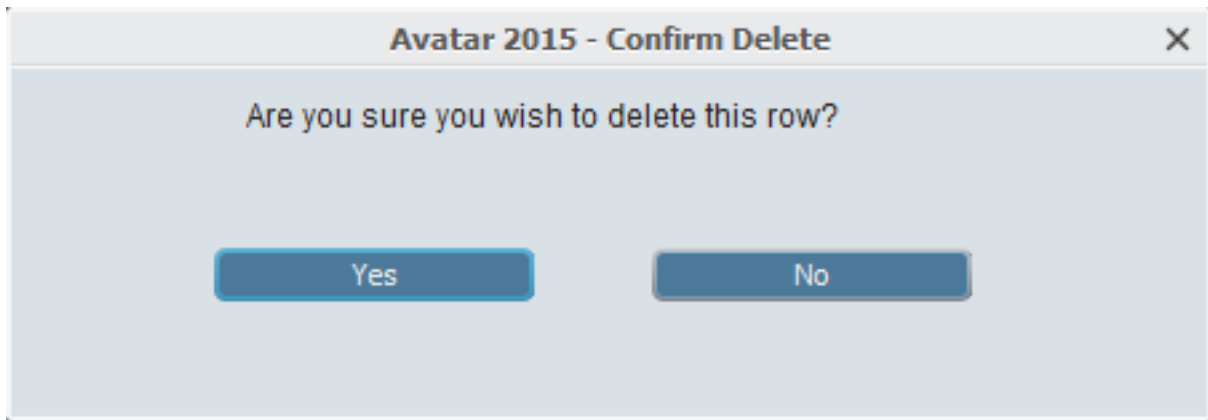 Avatar 2015 - Confirm Delete
Are you sure you wish to delete this row?
Yes No